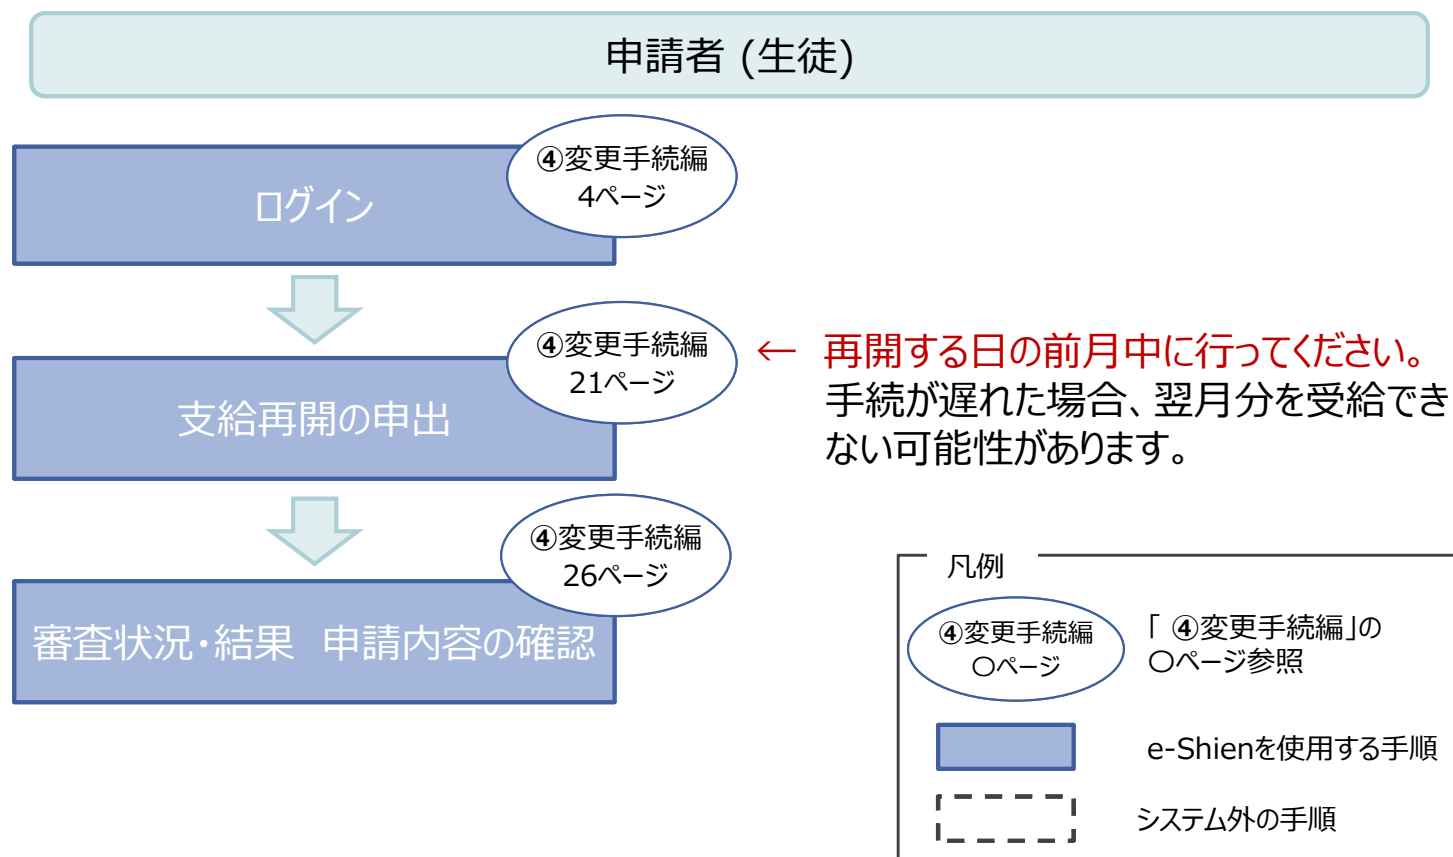 申請者 (生徒)
④変更手続編
4ページ
ログイン
④変更手続編
21ページ
← 再開する日の前月中に行ってください。
手続が遅れた場合、翌月分を受給でき
ない可能性があります。
支給再開の申出
④変更手続編
26ページ
審査状況・結果　申請内容の確認
凡例
④変更手続編
〇ページ
「 ④変更手続編」の
〇ページ参照
e-Shienを使用する手順
システム外の手順